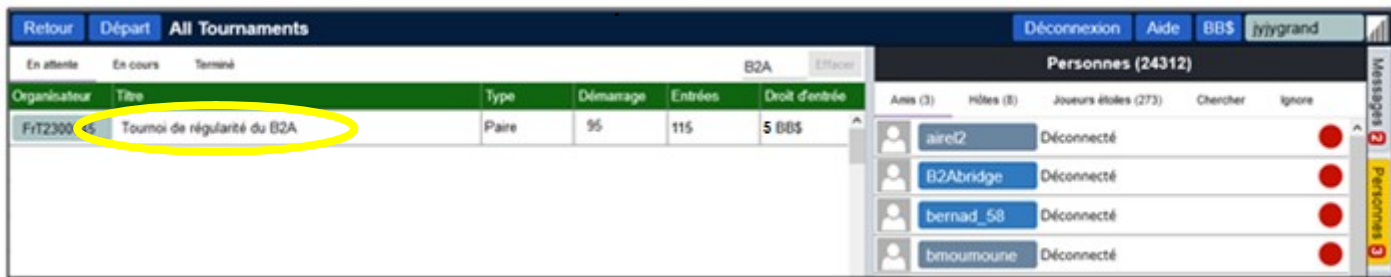 Retour Départ All Tournaments Déconnexion Aide BB$ jyjygrand
En attente En cours Terminé B2A Effacer
Personnes (24312)
Organisateur Titre Type Démarrage Entrées Droit d'entrée
Amis (3) Hôtes (8) Joueurs étoiles (273) Chercher Ignore
Tournoi de régularité du B2A Paire 95 115 5 BB$
airel2 Déconnecté
B2Abridge Déconnecté
bernad_58 Déconnecté
bmoumoune Déconnecté
Messages 2
Personnes 3